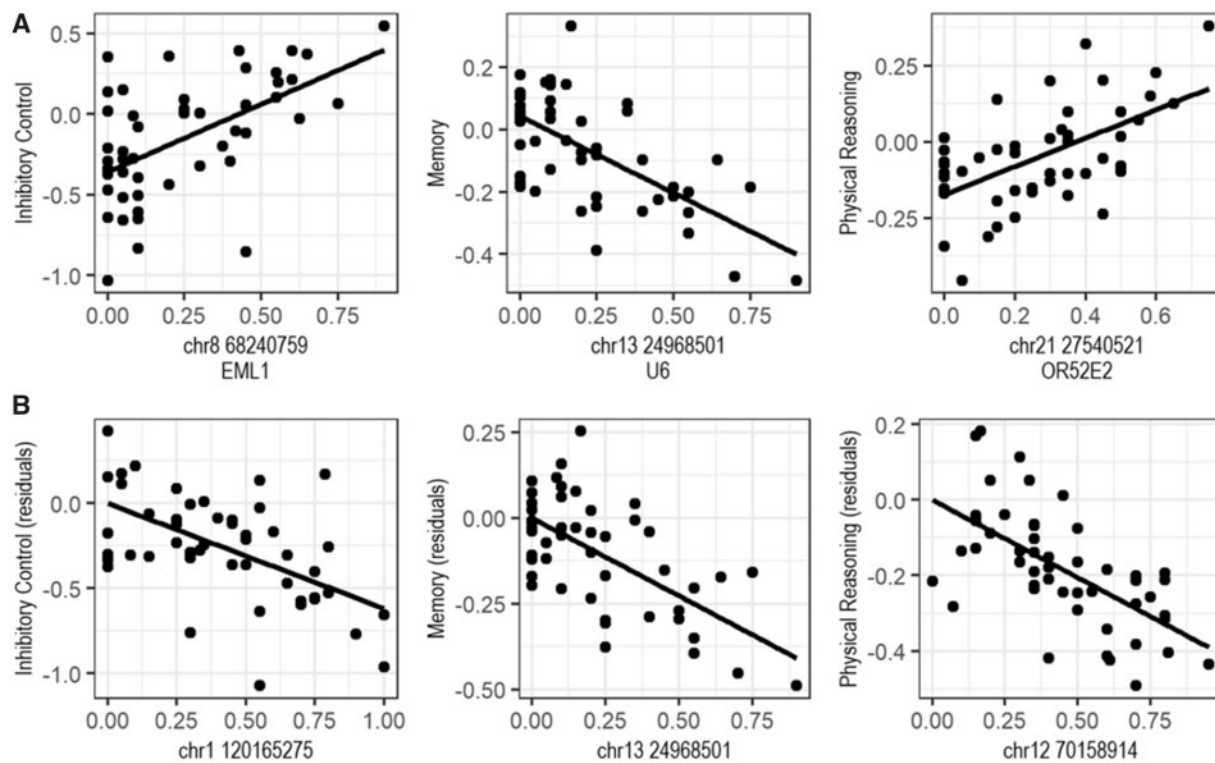 A
Inhibitory Control
0.5
0.0
-0.5
-1.0
0.00 0.25 0.50 0.75
chr8 68240759
EML1
Memory
0.2
0.0
-0.2
-0.4
0.00 0.25 0.50 0.75
chr13 24968501
U6
Physical Reasoning
0.25
-0.00
-0.25
0.0 0.2 0.4 0.6
chr21 27540521
OR52E2
B
Inhibitory Control (residuals)
0.0
-0.5
-1.0
0.00 0.25 0.50 0.75 1.00
chr1 120165275
Memory (residuals)
0.25
0.00
-0.25
-0.50
0.00 0.25 0.50 0.75
chr13 24968501
Physical Reasoning (residuals)
0.2
0.0
-0.2
-0.4
0.00 0.25 0.50 0.75
chr12 70158914